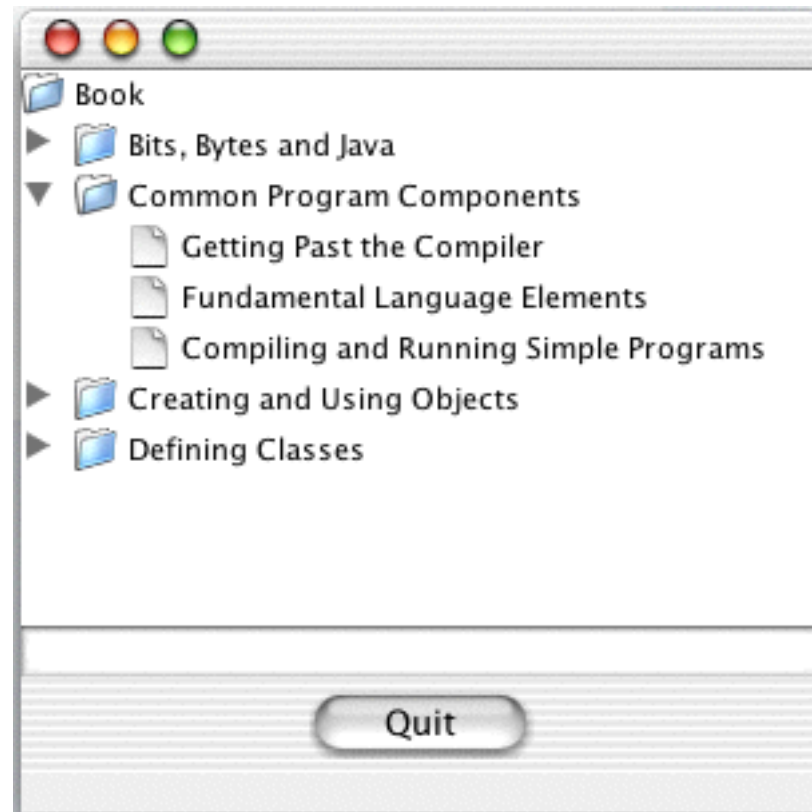 Book
Bits, Bytes and Java
Common Program Components
Getting Past the Compiler
Fundamental Language Elements
Compiling and Running Simple Programs
Creating and Using Objects
Defining Classes
Quit